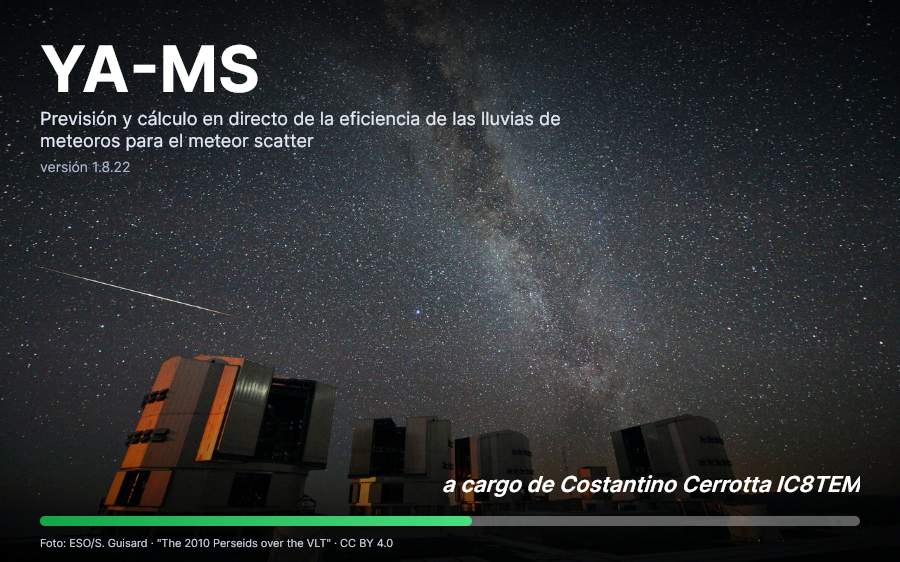 YA-MS
Previsión y cálculo en directo de la eficiencia de las lluvias de
meteoros para el meteor scatter
versión 1.8.22
a cargo de Costantino Cerrotta IC8TEM
Foto: ESO/S. Guisard · "The 2010 Perseids over the VLT" · CC BY 4.0